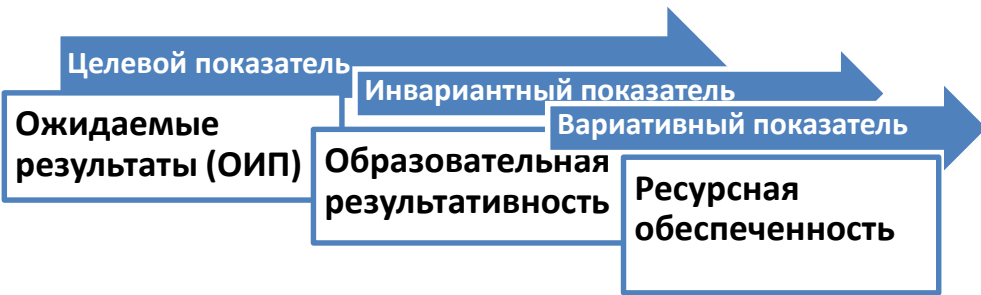 Целевой показатель
Ожидаемые
результаты (ОИП)
Инвариантный показатель
Образовательная
результативность
Вариативный показатель
Ресурсная
обеспеченность